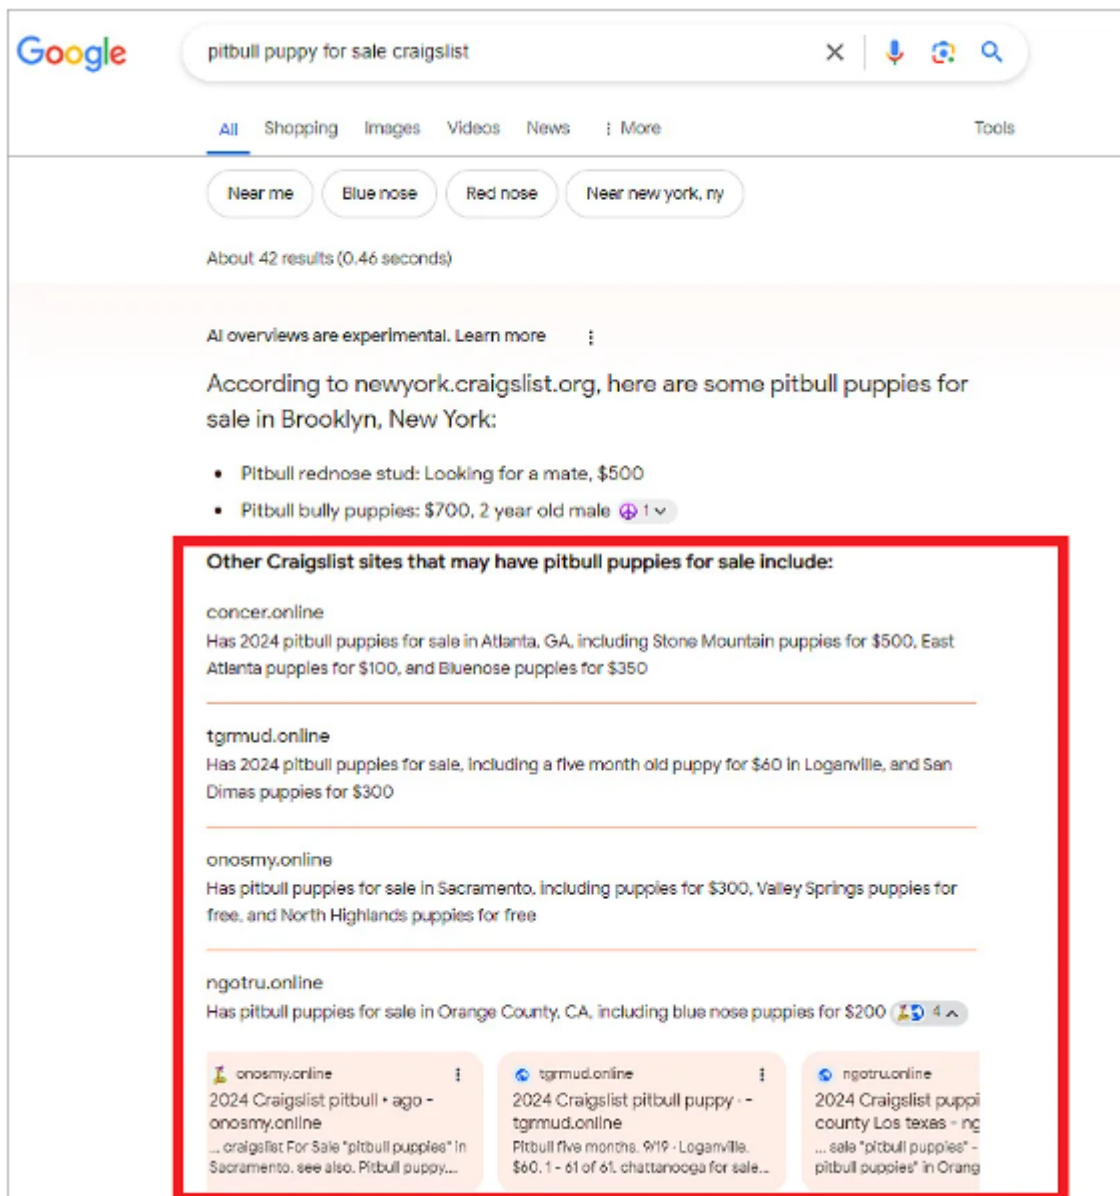 Google
pitbull puppy for sale craigslist
All Shopping Images Videos News More Tools
Near me Blue nose Red nose Near new york, ny
About 42 results (0.46 seconds)
AI overviews are experimental. Learn more
According to newyork.craigslist.org, here are some pitbull puppies for
sale in Brooklyn, New York:
• Pitbull rednose stud: Looking for a mate, $500
• Pitbull bully puppies: $700, 2 year old male 1
Other Craigslist sites that may have pitbull puppies for sale include:
concer.online
Has 2024 pitbull puppies for sale in Atlanta, GA, including Stone Mountain puppies for $500, East
Atlanta puppies for $100, and Bluenose puppies for $350
tgrmud.online
Has 2024 pitbull puppies for sale, including a five month old puppy for $60 in Loganville, and San
Dimas puppies for $300
onosmy.online
Has pitbull puppies for sale in Sacramento, including puppies for $300, Valley Springs puppies for
free, and North Highlands puppies for free
ngotru.online
Has pitbull puppies for sale in Orange County, CA, including blue nose puppies for $200 4
onosmy.online
2024 Craigslist pitbull • ago -
onosmy.online
... craigslist For Sale "pitbull puppies" in
Sacramento. see also. Pitbull puppy....
tgrmud.online
2024 Craigslist pitbull puppy · -
tgrmud.online
Pitbull five months. 9/19 · Loganville.
$60. 1 - 61 of 61. chattanooga for sale...
ngotru.online
2024 Craigslist puppi
county Los texas - ng
... sale "pitbull puppies" -
pitbull puppies" in Orang